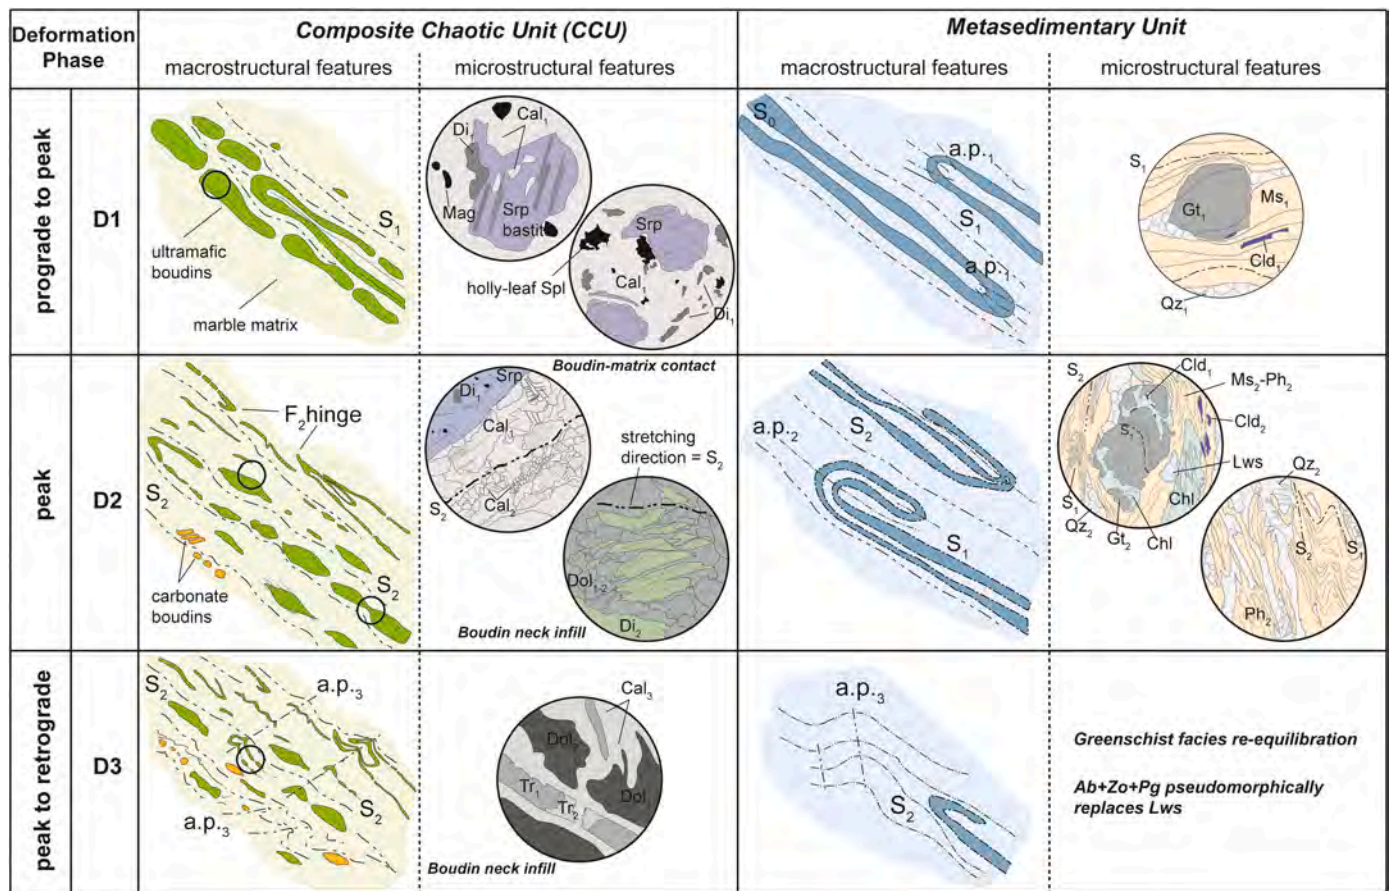 Deformation
Phase
Composite Chaotic Unit (CCU)
Metasedimentary Unit
macrostructural features
microstructural features
macrostructural features
microstructural features
prograde to peak
D1
ultramafic
boudins
marble matrix
S1
Di1
Cal1
Mag
Srp
bastite
Srp
holly-leaf Spl
Cal1
Di1
S0
a.p.1
S1
a.p.1
S1
Gt1
Ms1
Cld1
Qz1
peak
D2
F2 hinge
S2
carbonate
boudins
S2
Boudin-matrix contact
Srp
Di1
Cal1
S2
Cal2
stretching
direction = S2
Dol1-2
Di2
Boudin neck infill
a.p.2
S2
S1
S2
Cld1
Ms2-Ph2
S1
Cld2
Lws
Chl
S1
Qz2
Gt2
Chl
Qz2
S2
S1
Ph2
peak to retrograde
D3
S2
a.p.3
S2
a.p.3
Cal3
Dol2
Dol1
Tr1
Tr2
Boudin neck infill
a.p.3
S2
Greenschist facies re-equilibration
Ab+Zo+Pg pseudomorphically
replaces Lws